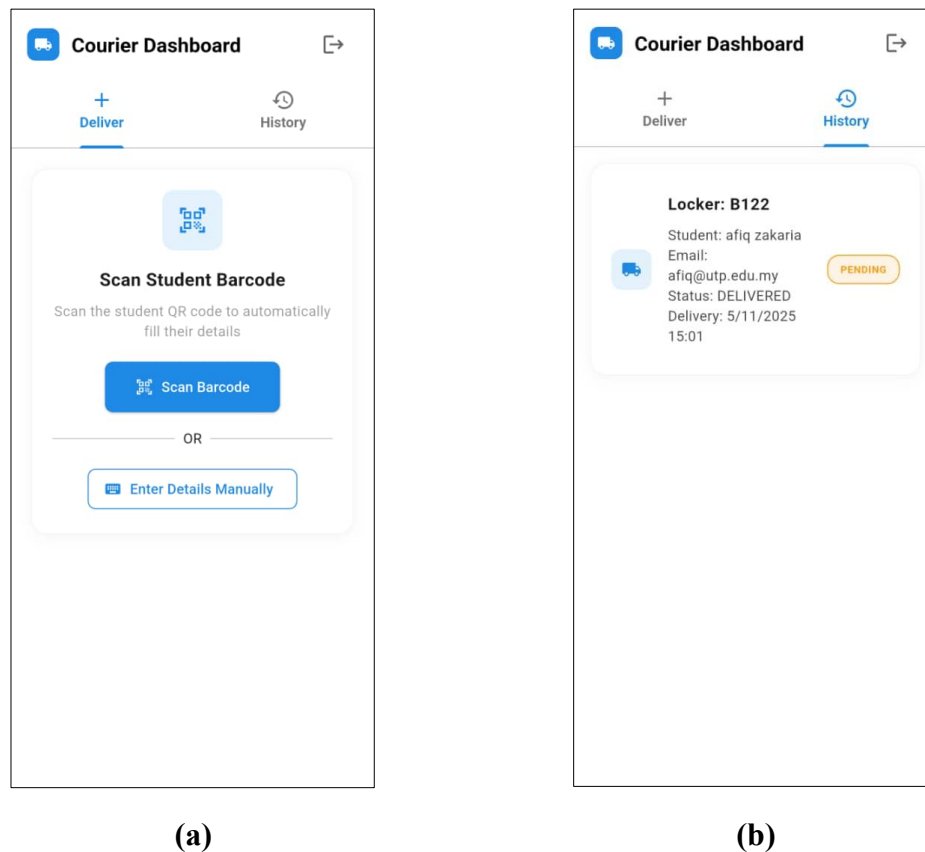 Courier Dashboard
Deliver
History
Scan Student Barcode
Scan the student QR code to automatically
fill their details
Scan Barcode
OR
Enter Details Manually
(a)
Courier Dashboard
Deliver
History
Locker: B122
Student: afiq zakaria
Email:
afiq@utp.edu.my
Status: DELIVERED
Delivery: 5/11/2025
15:01
PENDING
(b)